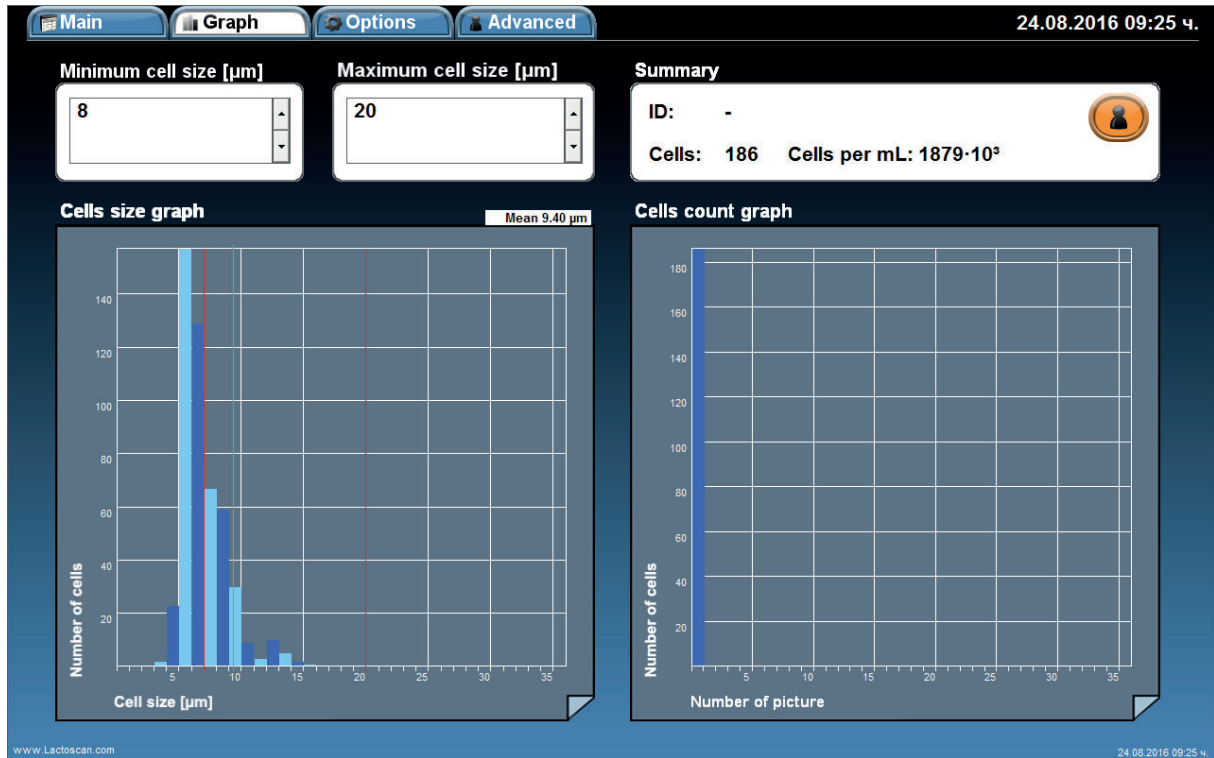 Main Graph Options Advanced 24.08.2016 09:25 ч.
Minimum cell size [µm]
8
Maximum cell size [µm]
20
Summary
ID: -
Cells: 186 Cells per mL: 1879·10³
Cells size graph
Mean 9.40 µm
140
120
100
80
60
40
20
Number of cells
5 10 15 20 25 30 35
Cell size [µm]
Cells count graph
180
160
140
120
100
80
60
40
20
Number of cells
5 10 15 20 25 30 35
Number of picture
www.Lactoscan.com
24.08.2016 09:25 ч.